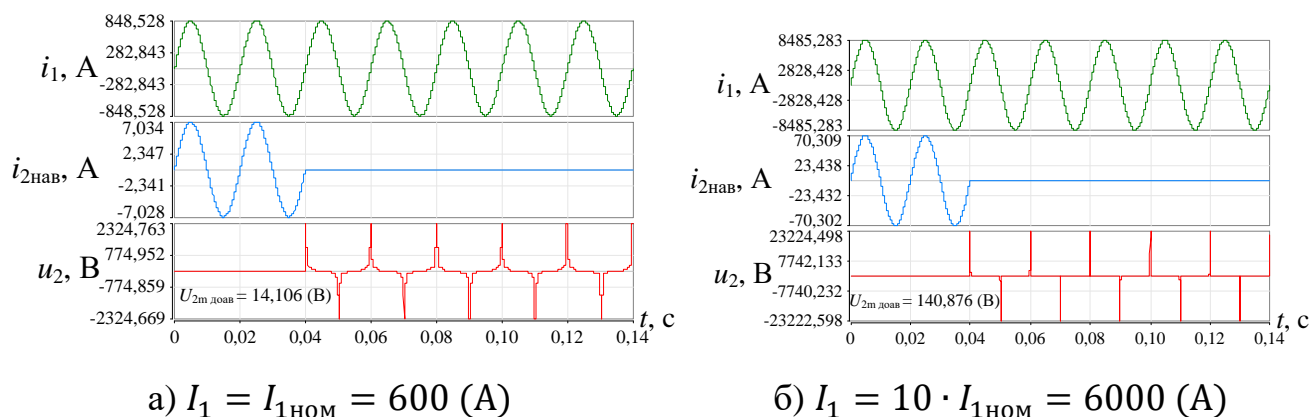 848,528
282,843
-282,843
-848,528
i₁, А
7,034
2,347
-2,341
-7,028
i₂нав, А
2324,763
774,952
-774,859
-2324,669
u₂, В
U₂m доав = 14,106 (В)
0 0,02 0,04 0,06 0,08 0,10 0,12 0,14
t, с
а) I₁ = I₁ном = 600 (А)
8485,283
2828,428
-2828,428
-8485,283
i₁, А
70,309
23,438
-23,432
-70,302
i₂нав, А
23224,498
7742,133
-7740,232
-23222,598
u₂, В
U₂m доав = 140,876 (В)
0 0,02 0,04 0,06 0,08 0,10 0,12 0,14
t, с
б) I₁ = 10 · I₁ном = 6000 (А)